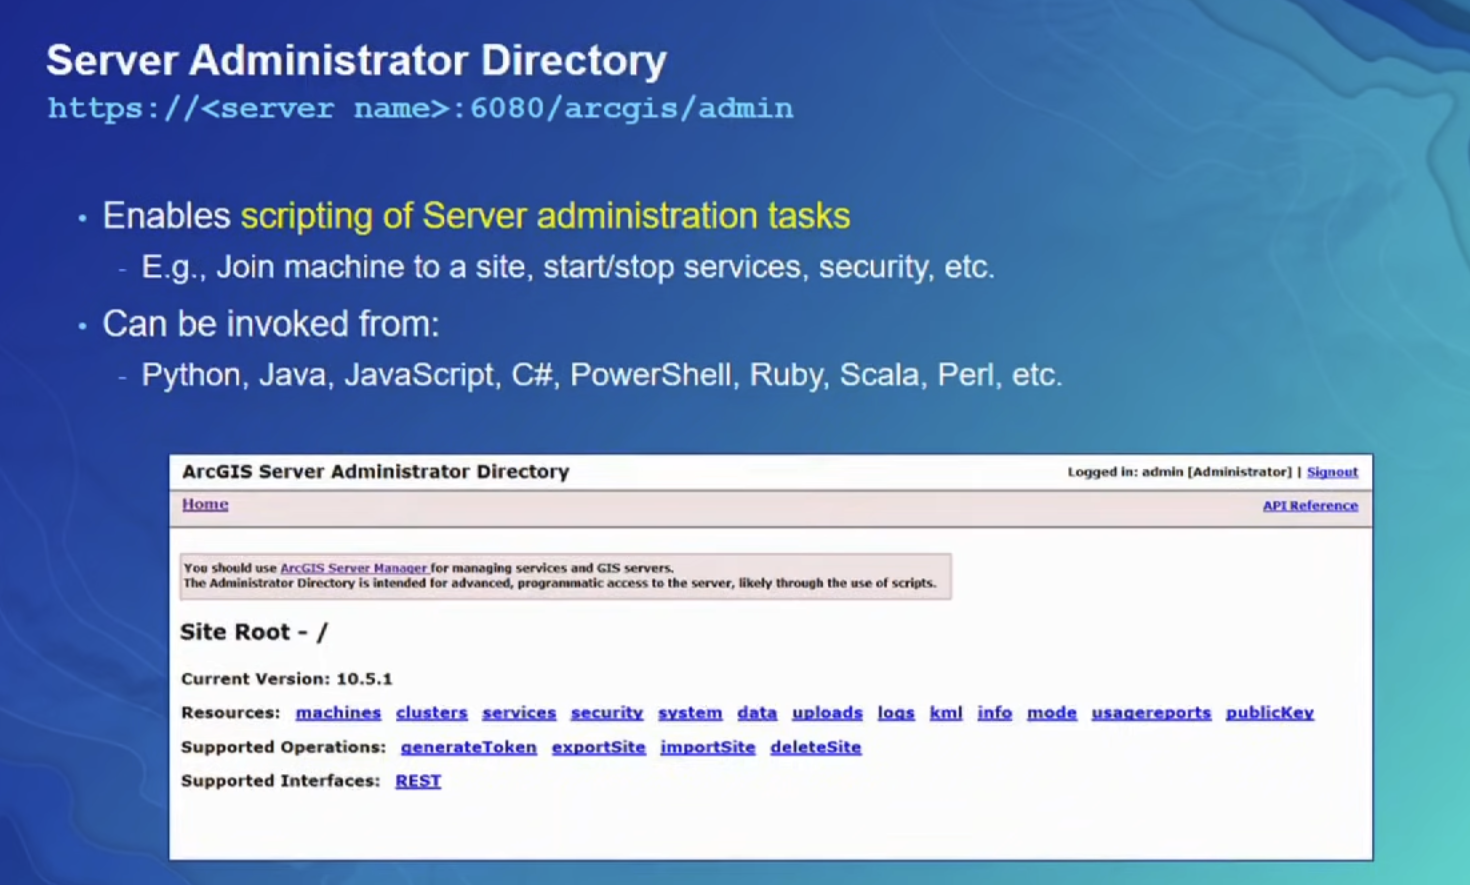 Server Administrator Directory
https://<server name>:6080/arcgis/admin
• Enables scripting of Server administration tasks
- E.g., Join machine to a site, start/stop services, security, etc.
• Can be invoked from:
- Python, Java, JavaScript, C#, PowerShell, Ruby, Scala, Perl, etc.
ArcGIS Server Administrator Directory Logged in: admin [Administrator] | Signout
Home API Reference
You should use ArcGIS Server Manager for managing services and GIS servers.
The Administrator Directory is intended for advanced, programmatic access to the server, likely through the use of scripts.
Site Root - /
Current Version: 10.5.1
Resources: machines clusters services security system data uploads logs kml info mode usagereports publicKey
Supported Operations: generateToken exportSite importSite deleteSite
Supported Interfaces: REST